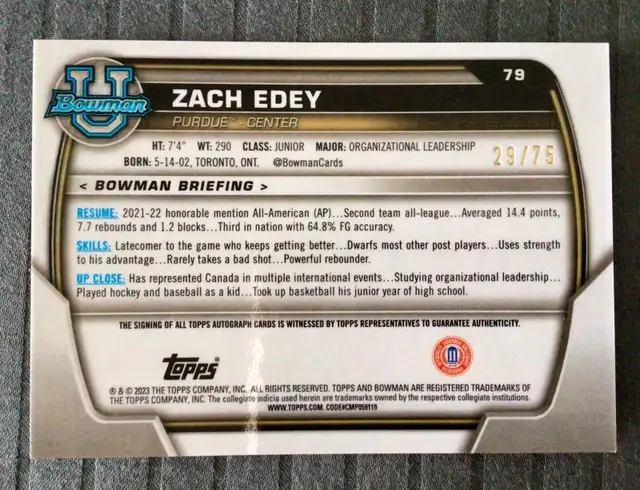 79
U
Bowman
ZACH EDEY
PURDUE™ - CENTER
HT: 7'4" WT: 290 CLASS: JUNIOR MAJOR: ORGANIZATIONAL LEADERSHIP
BORN: 5-14-02, TORONTO, ONT. @BowmanCards
29/75
< BOWMAN BRIEFING >
RESUME: 2021-22 honorable mention All-American (AP)...Second team all-league...Averaged 14.4 points,
7.7 rebounds and 1.2 blocks...Third in nation with 64.8% FG accuracy.
SKILLS: Latecomer to the game who keeps getting better...Dwarfs most other post players...Uses strength
to his advantage...Rarely takes a bad shot...Powerful rebounder.
UP CLOSE: Has represented Canada in multiple international events...Studying organizational leadership...
Played hockey and baseball as a kid...Took up basketball his junior year of high school.
THE SIGNING OF ALL TOPPS AUTOGRAPH CARDS IS WITNESSED BY TOPPS REPRESENTATIVES TO GUARANTEE AUTHENTICITY.
Topps®
® & © 2023 THE TOPPS COMPANY, INC. ALL RIGHTS RESERVED. TOPPS AND BOWMAN ARE REGISTERED TRADEMARKS OF
THE TOPPS COMPANY, INC. The collegiate indicia used herein are trademarks owned by the respective collegiate institutions.
WWW.TOPPS.COM. CODE#CMP059119